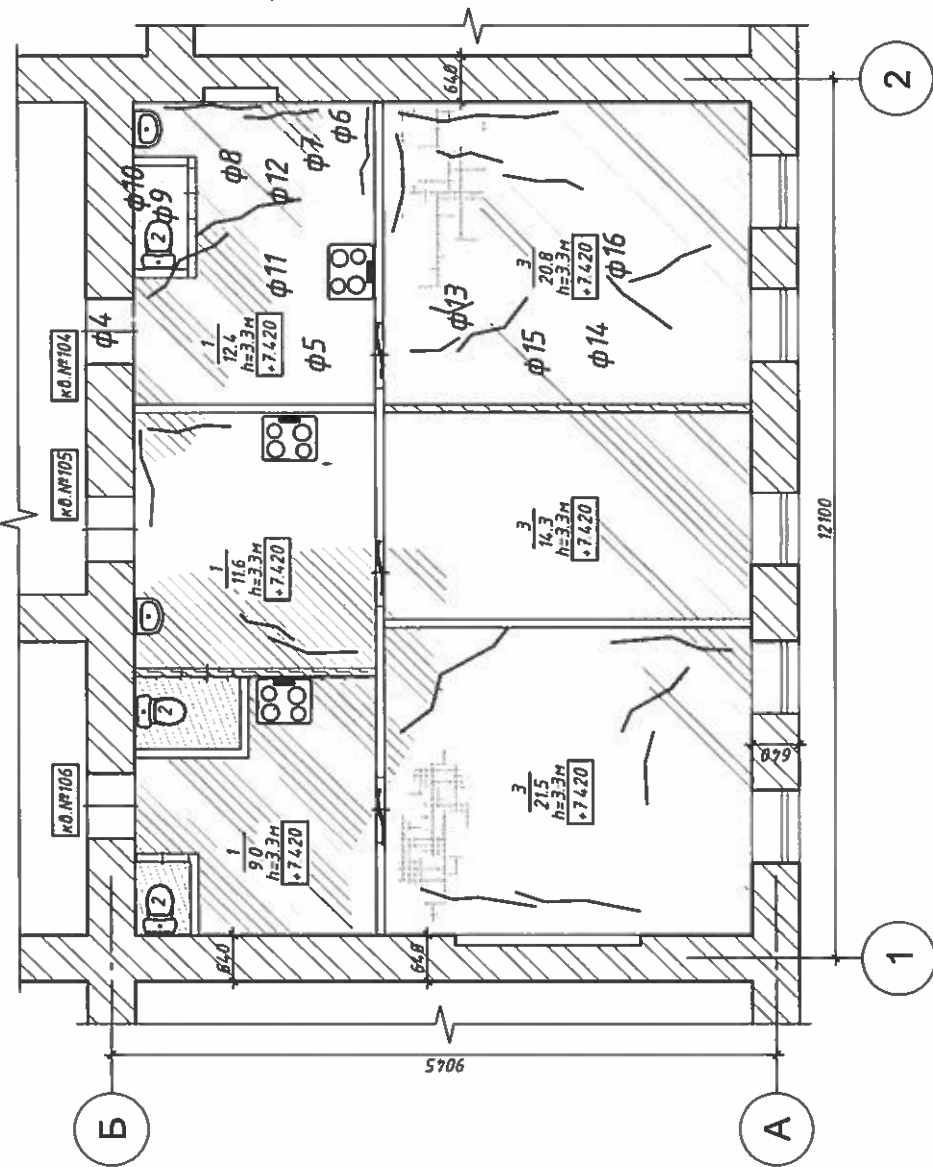 кв.№106
кв.№105
кв.№104
ф4
2
2
2
ф10
ф9
ф8
ф12
ф7
ф6
ф11
ф5
1
9.0
h=3.3м
+7.420
1
11.6
h=3.3м
+7.420
1
12.4
h=3.3м
+7.420
640
640
640
640
3
21.5
h=3.3м
+7.420
3
14.3
h=3.3м
+7.420
3
20.8
h=3.3м
+7.420
ф13
ф15
ф14
ф16
9045
12100
Б
А
1
2